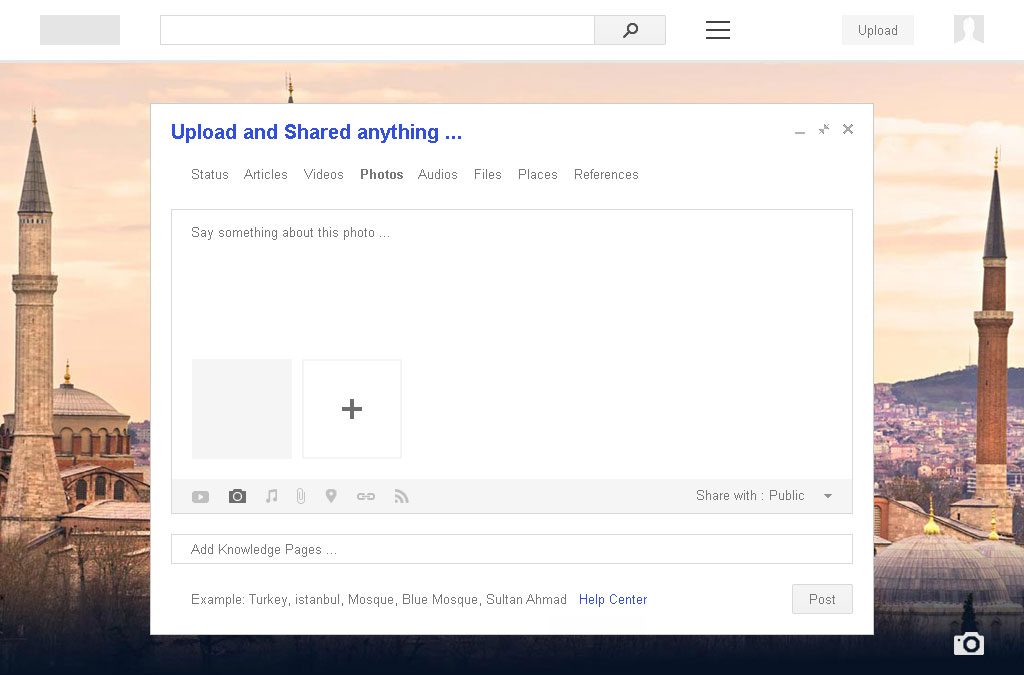 Upload
Upload and Shared anything ...
Status Articles Videos Photos Audios Files Places References
Say something about this photo ...
Share with : Public
Add Knowledge Pages ...
Example: Turkey, istanbul, Mosque, Blue Mosque, Sultan Ahmad Help Center
Post